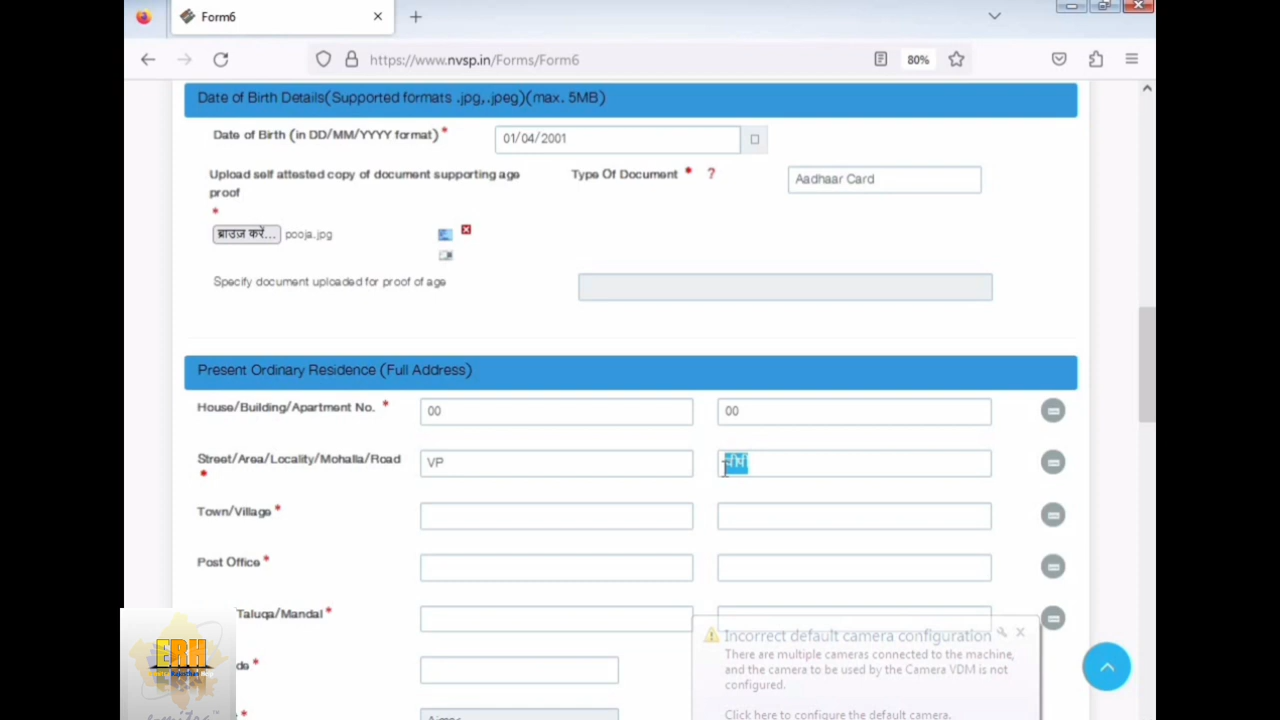 Form6
https://www.nvsp.in/Forms/Form6
80%
Date of Birth Details(Supported formats .jpg,.jpeg)(max. 5MB)
Date of Birth (in DD/MM/YYYY format)*
01/04/2001
Upload self attested copy of document supporting age proof
*
Type Of Document * ?
Aadhaar Card
ब्राउज़ करें... pooja.jpg
Specify document uploaded for proof of age
Present Ordinary Residence (Full Address)
House/Building/Apartment No. * 00 00
Street/Area/Locality/Mohalla/Road
* VP वीपी
Town/Village *
Post Office *
Taluqa/Mandal *
Incorrect default camera configuration
There are multiple cameras connected to the machine,
and the camera to be used by the Camera VDM is not
configured.
Click here to configure the default camera.
ERH